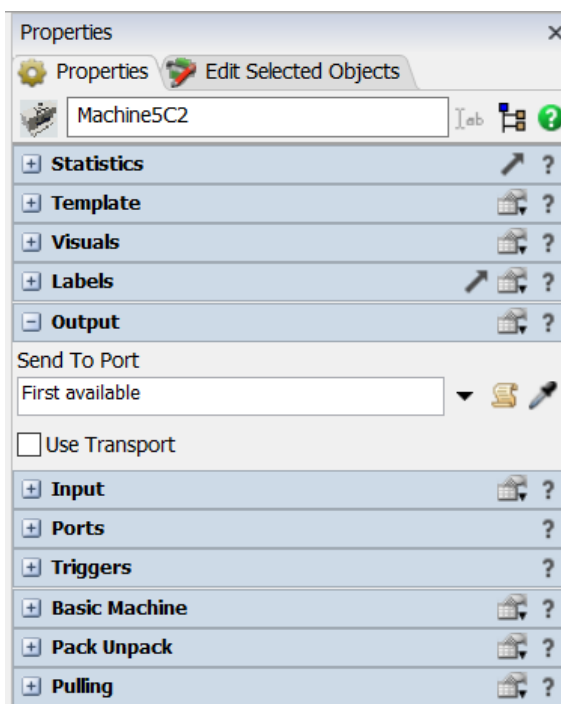 Properties
Properties Edit Selected Objects
Machine5C2
Statistics ?
Template ?
Visuals ?
Labels ?
Output ?
Send To Port
First available
Use Transport
Input ?
Ports ?
Triggers ?
Basic Machine ?
Pack Unpack ?
Pulling ?